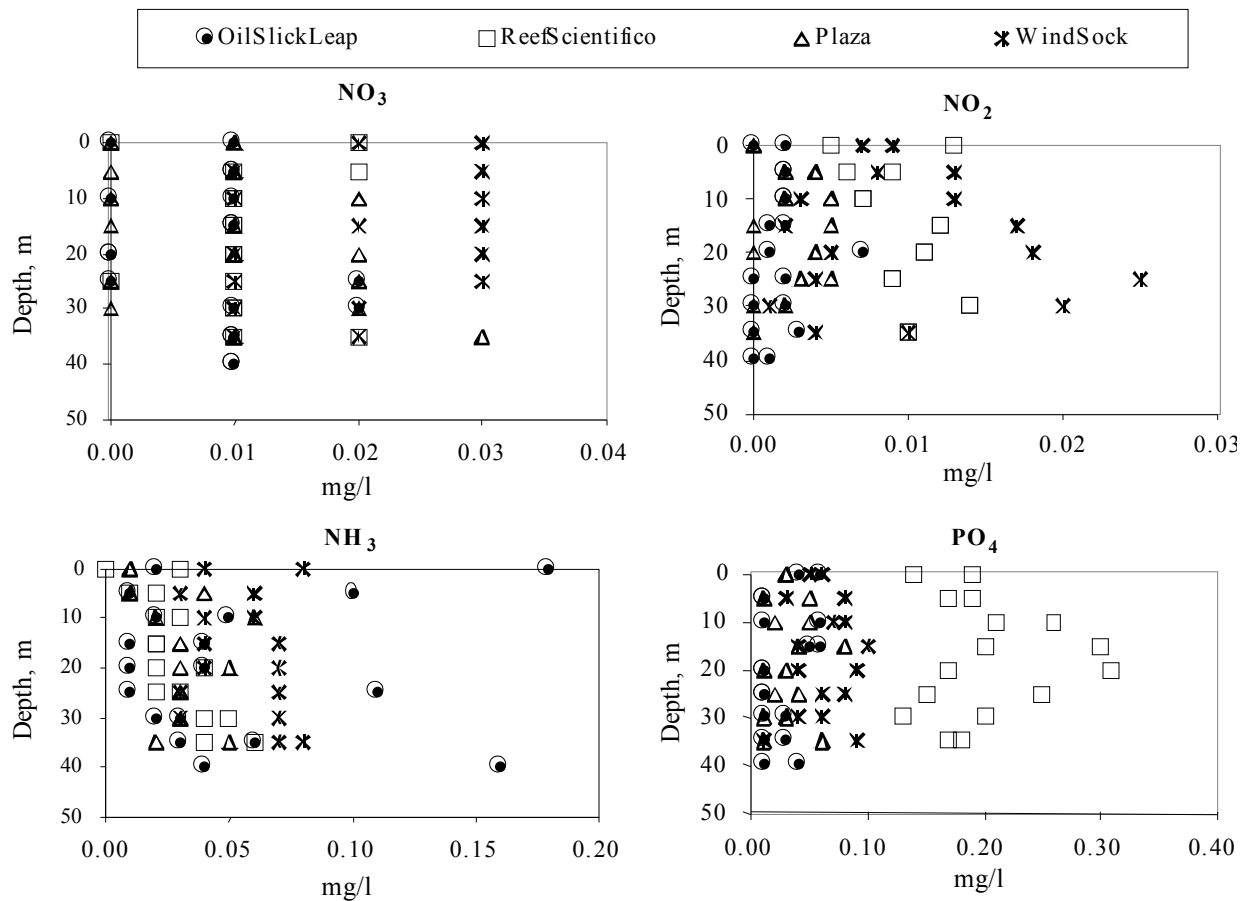 OilSlickLeap ReefScientifico Plaza WindSock
NO3
0
10
20
30
40
50
Depth, m
0.00 0.01 0.02 0.03 0.04
mg/l
NO2
0
10
20
30
40
50
Depth, m
0.00 0.01 0.02 0.03
mg/l
NH3
0
10
20
30
40
50
Depth, m
0.00 0.05 0.10 0.15 0.20
mg/l
PO4
0
10
20
30
40
50
Depth, m
0.00 0.10 0.20 0.30 0.40
mg/l